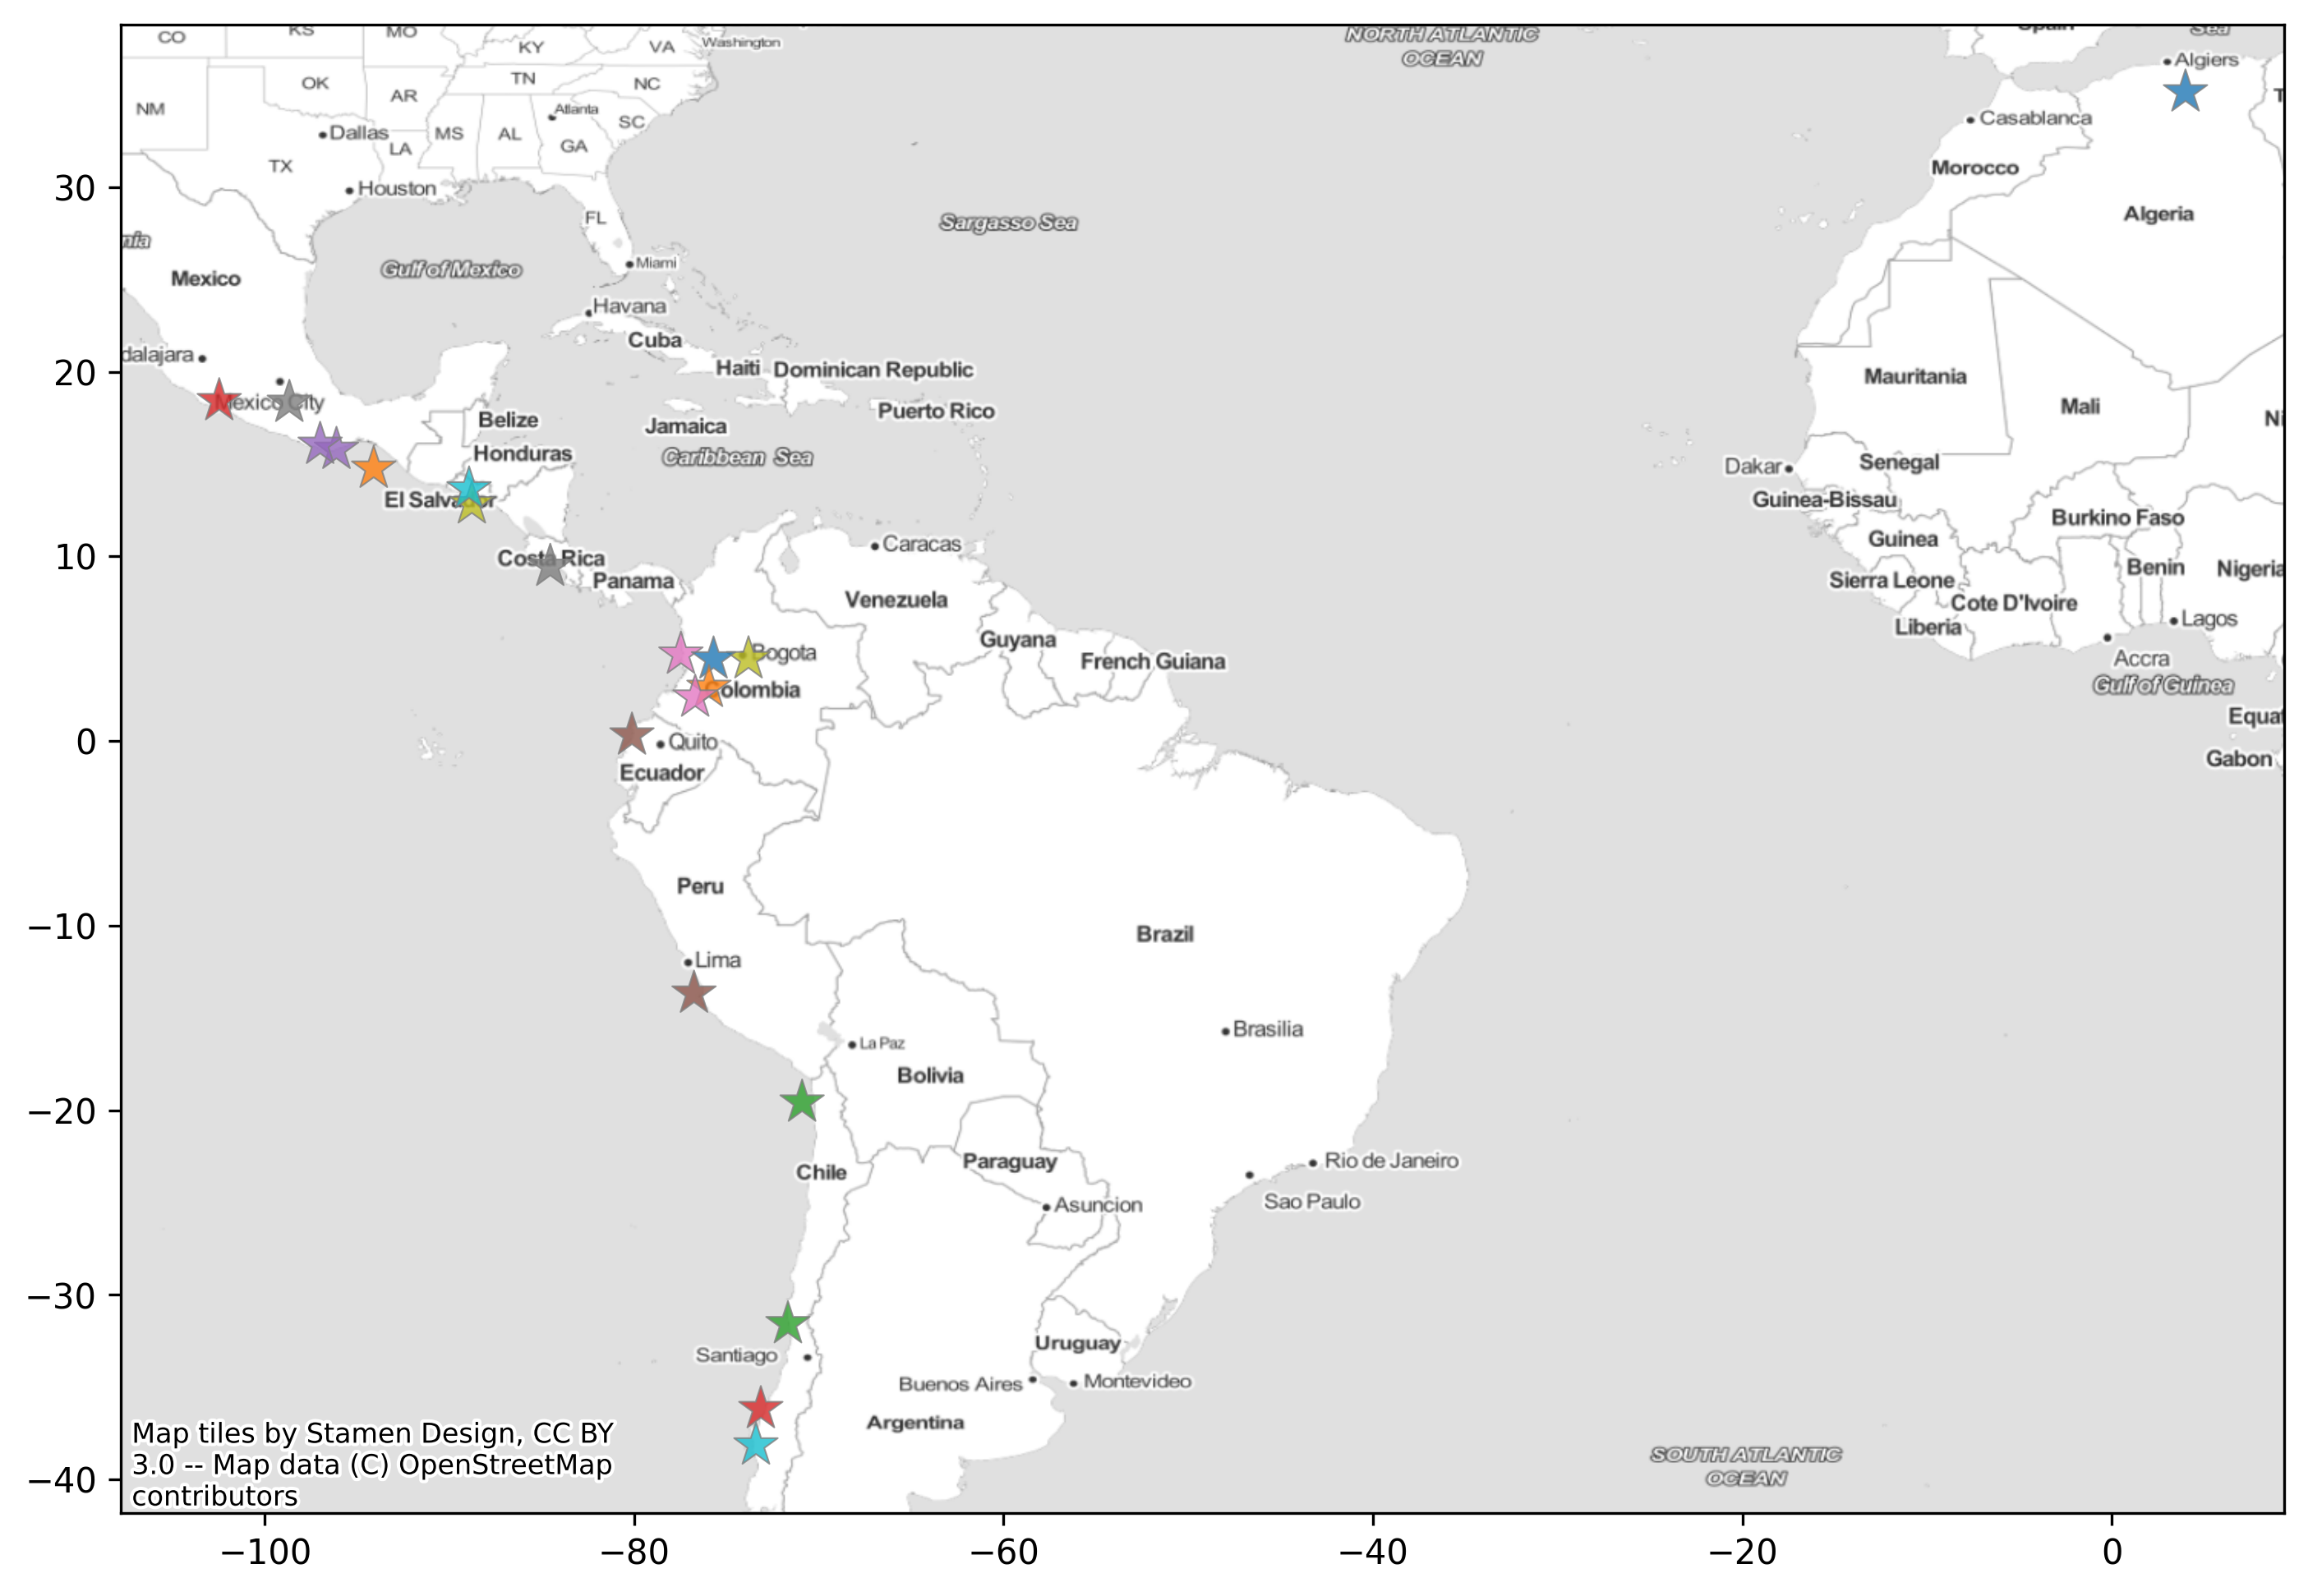 CO
KS
MO
KY
VA
Washington
NORTH ATLANTIC
OCEAN
Spain
Sea
Algiers
OK
AR
TN
NC
NM
Atlanta
Casablanca
Dallas
MS
AL
SC
LA
GA
TX
Morocco
30
Houston
FL
Algeria
Sargasso Sea
nia
Gulf of Mexico
Miami
Mexico
Havana
Cuba
20
dalajara
Haiti
Dominican Republic
Mauritania
Mexico City
Puerto Rico
Mali
Ni
Belize
Jamaica
Honduras
Caribbean Sea
Dakar
Senegal
El Salvador
Guinea-Bissau
Burkino Faso
10
Costa Rica
Caracas
Guinea
Panama
Benin
Nigeria
Sierra Leone
Venezuela
Cote D'Ivoire
Lagos
Liberia
Guyana
Bogota
French Guiana
Accra
Colombia
Gulf of Guinea
Equat
0
Quito
Gabon
Ecuador
Peru
−10
Brazil
Lima
Brasilia
La Paz
Bolivia
−20
Chile
Paraguay
Rio de Janeiro
Asuncion
Sao Paulo
−30
Uruguay
Santiago
Buenos Aires
Montevideo
Argentina
Map tiles by Stamen Design, CC BY
3.0 -- Map data (C) OpenStreetMap
contributors
SOUTH ATLANTIC
OCEAN
−40
−100
−80
−60
−40
−20
0